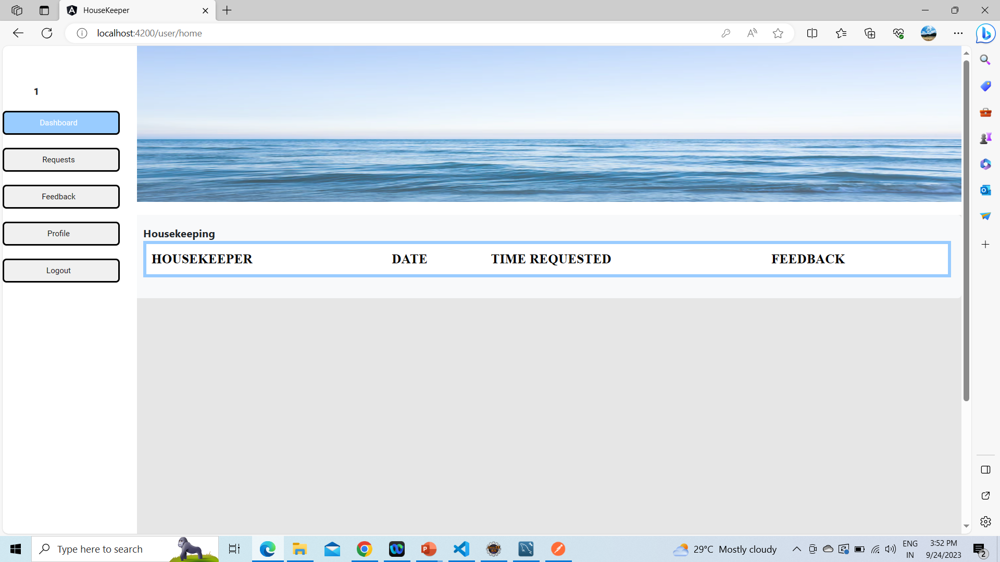 HouseKeeper
localhost:4200/user/home
1
Dashboard
Requests
Feedback
Profile
Logout
Housekeeping
HOUSEKEEPER DATE TIME REQUESTED FEEDBACK
Type here to search
29°C Mostly cloudy
ENG
IN
3:52 PM
9/24/2023
2